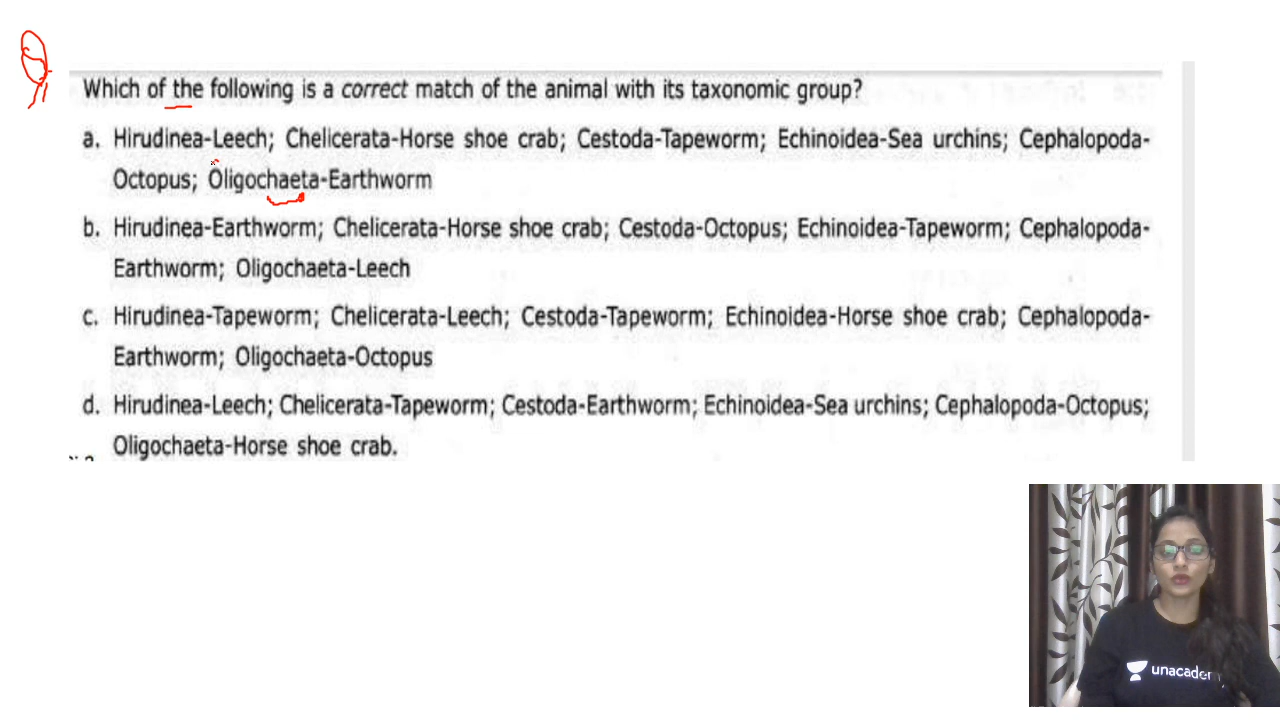 Which of the following is a correct match of the animal with its taxonomic group?
a. Hirudinea-Leech; Chelicerata-Horse shoe crab; Cestoda-Tapeworm; Echinoidea-Sea urchins; Cephalopoda-
Octopus; Oligochaeta-Earthworm
b. Hirudinea-Earthworm; Chelicerata-Horse shoe crab; Cestoda-Octopus; Echinoidea-Tapeworm; Cephalopoda-
Earthworm; Oligochaeta-Leech
c. Hirudinea-Tapeworm; Chelicerata-Leech; Cestoda-Tapeworm; Echinoidea-Horse shoe crab; Cephalopoda-
Earthworm; Oligochaeta-Octopus
d. Hirudinea-Leech; Chelicerata-Tapeworm; Cestoda-Earthworm; Echinoidea-Sea urchins; Cephalopoda-Octopus;
Oligochaeta-Horse shoe crab.